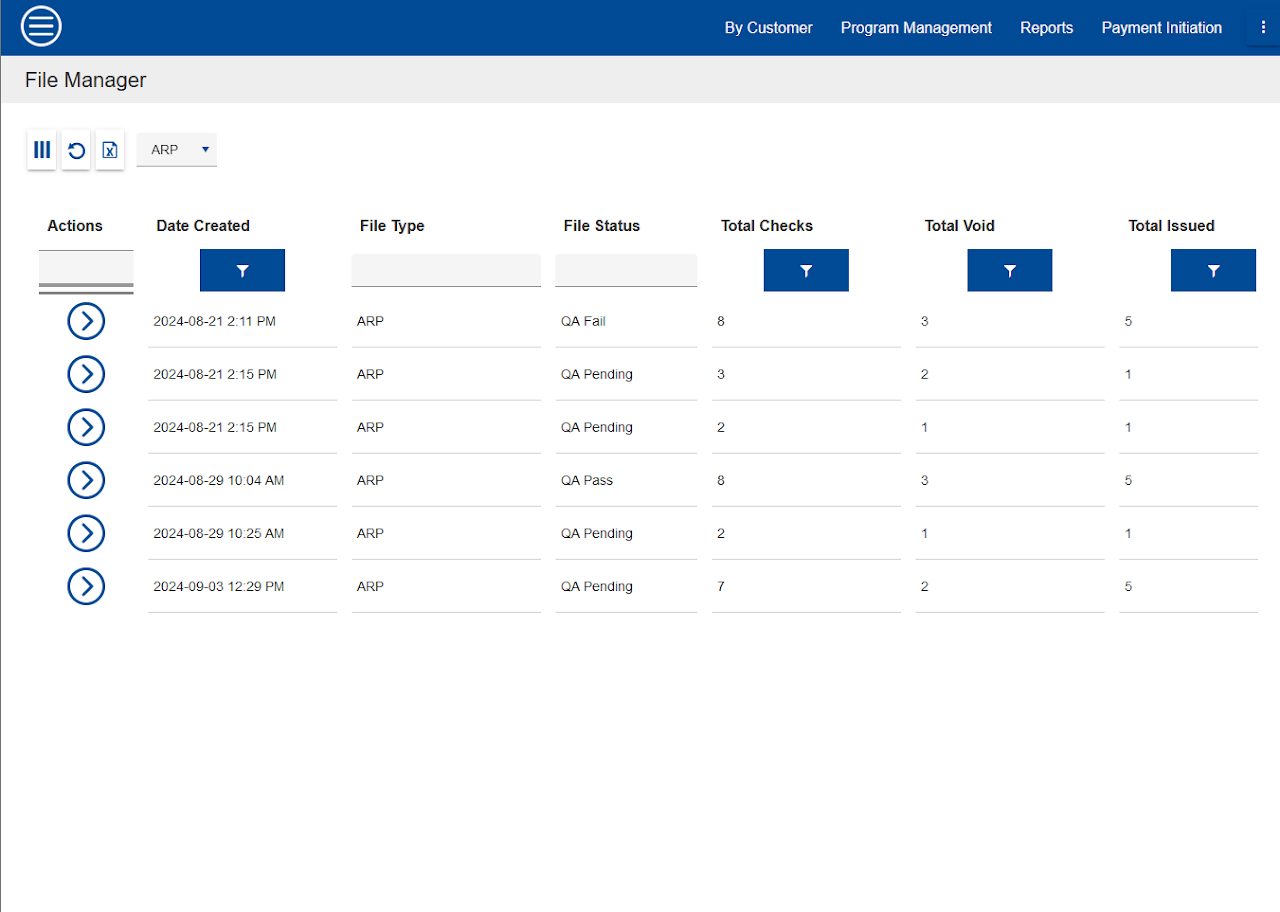 By Customer Program Management Reports Payment Initiation
File Manager
ARP
Actions Date Created File Type File Status Total Checks Total Void Total Issued
2024-08-21 2:11 PM ARP QA Fail 8 3 5
2024-08-21 2:15 PM ARP QA Pending 3 2 1
2024-08-21 2:15 PM ARP QA Pending 2 1 1
2024-08-29 10:04 AM ARP QA Pass 8 3 5
2024-08-29 10:25 AM ARP QA Pending 2 1 1
2024-09-03 12:29 PM ARP QA Pending 7 2 5